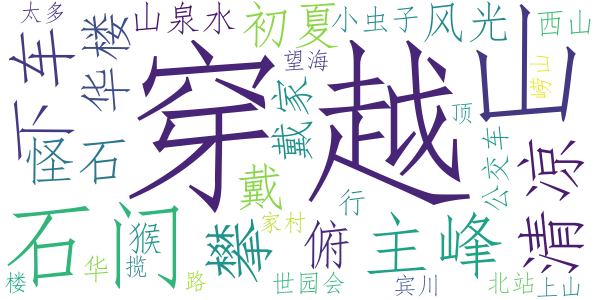 太多
山泉水
初夏
小虫子
风光
西山
下车
华楼
穿越
望海
山
崂山
戴家
顶
怪石
公交车
凉
戴
行
石门
猴
攀
家村
俯
主峰
清
楼
华
揽
路
世园会
宾川
北站
上山